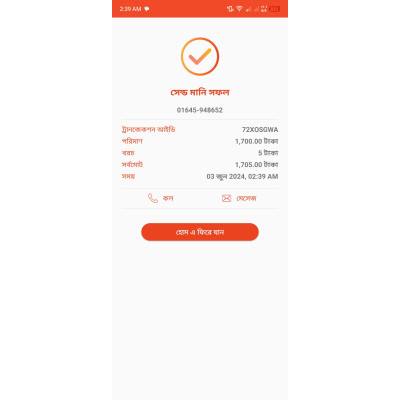 2:39 AM
সেন্ড মানি সফল
01645-948652
ট্রানজেকশন আইডি 72XOSGWA
পরিমাণ 1,700.00 টাকা
খরচ 5 টাকা
সর্বমোট 1,705.00 টাকা
সময় 03 জুন 2024, 02:39 AM
কল মেসেজ
হোম এ ফিরে যান